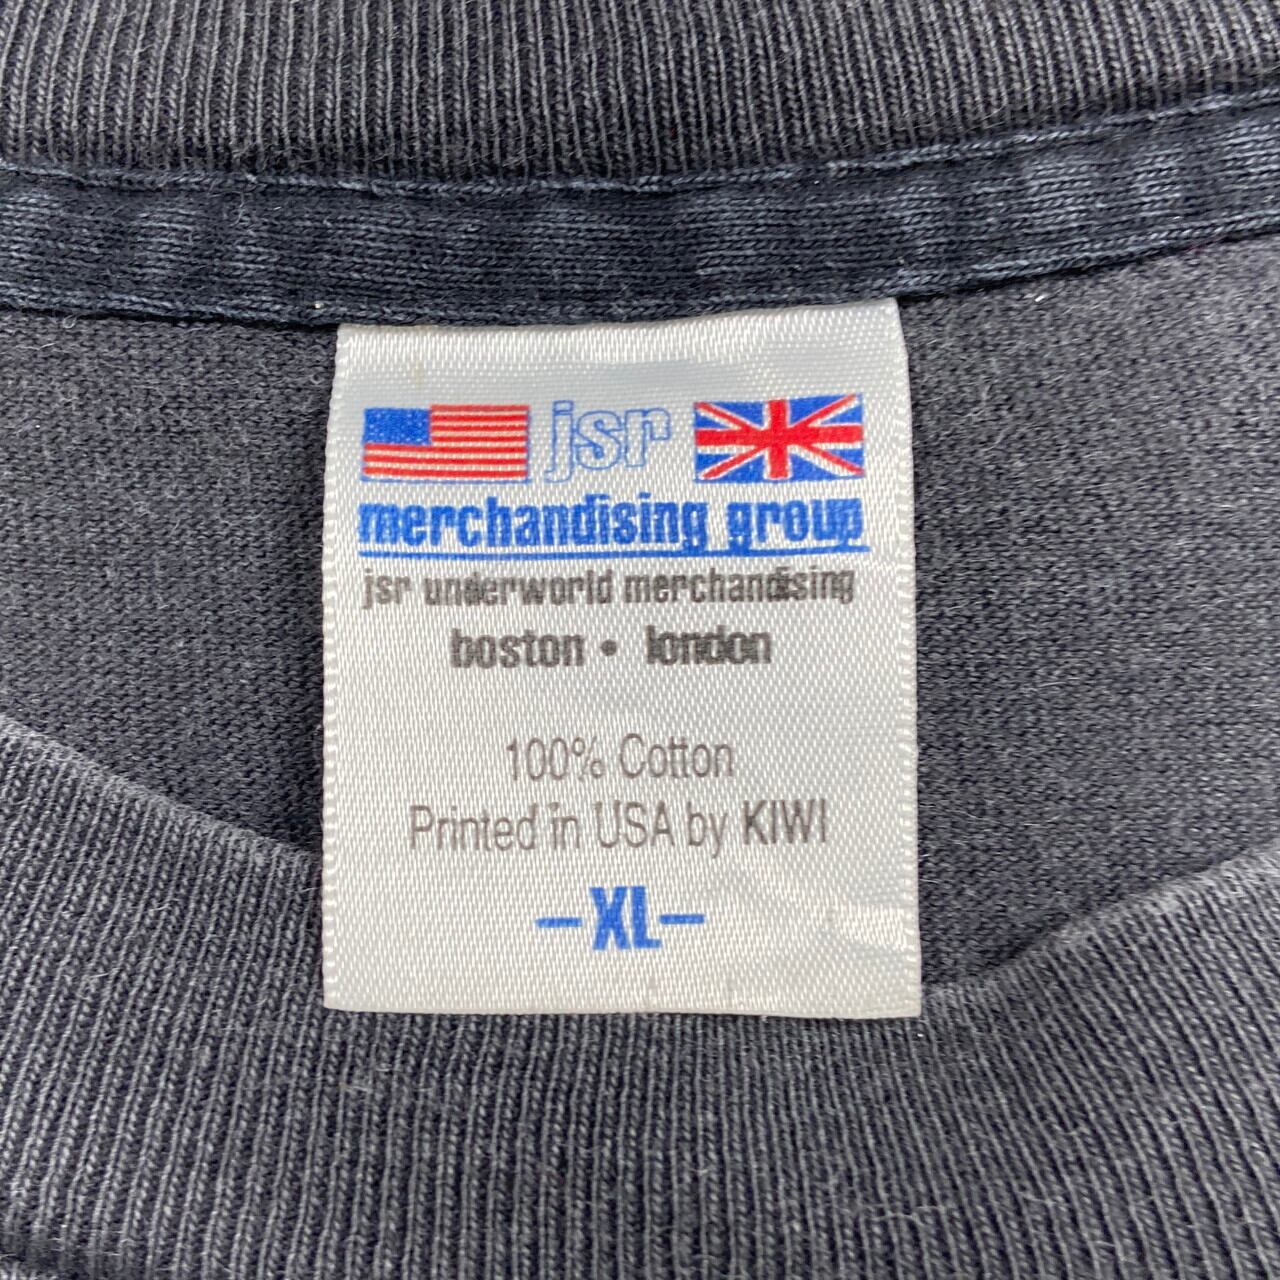 jsr
merchandising group
jsr underworld merchandising
boston • london
100% Cotton
Printed in USA by KIWI
-XL-